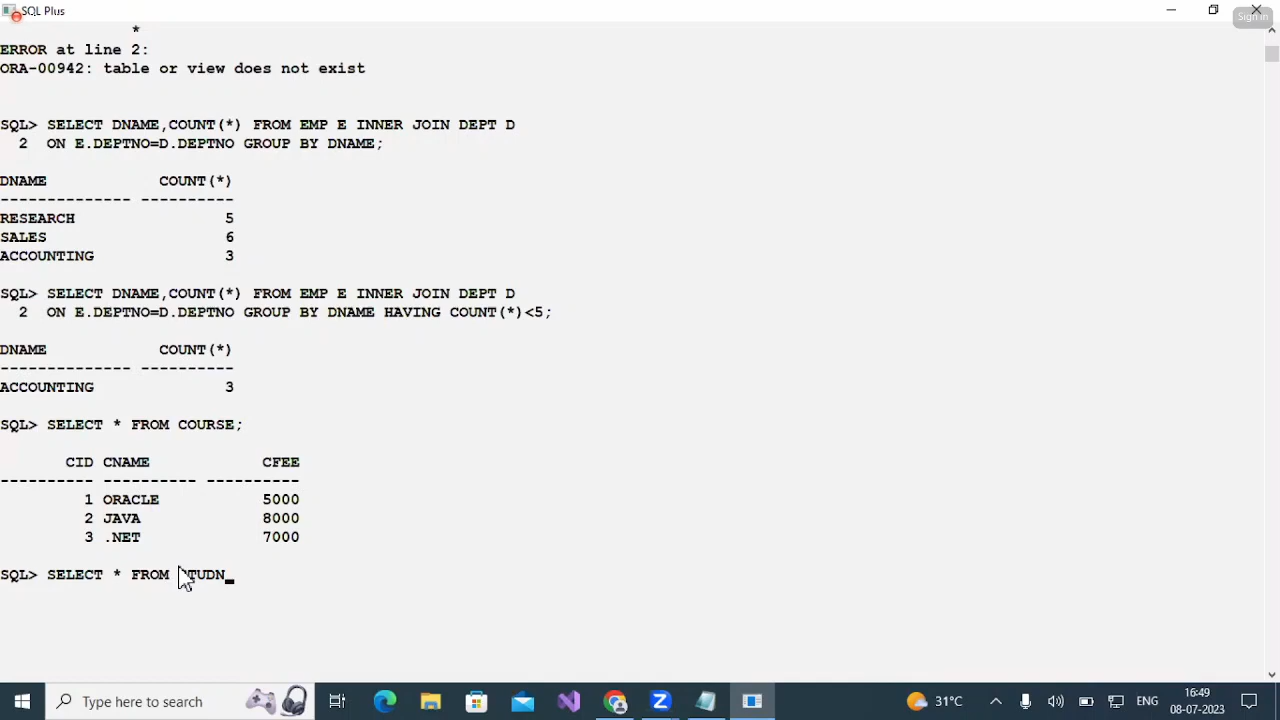 SQL Plus
Sign in
*
ERROR at line 2:
ORA-00942: table or view does not exist
SQL> SELECT DNAME,COUNT(*) FROM EMP E INNER JOIN DEPT D
2 ON E.DEPTNO=D.DEPTNO GROUP BY DNAME;
DNAME COUNT(*)
-------------- ----------
RESEARCH 5
SALES 6
ACCOUNTING 3
SQL> SELECT DNAME,COUNT(*) FROM EMP E INNER JOIN DEPT D
2 ON E.DEPTNO=D.DEPTNO GROUP BY DNAME HAVING COUNT(*)<5;
DNAME COUNT(*)
-------------- ----------
ACCOUNTING 3
SQL> SELECT * FROM COURSE;
CID CNAME CFEE
---------- ---------- ----------
1 ORACLE 5000
2 JAVA 8000
3 .NET 7000
SQL> SELECT * FROM
Type here to search
31°C
ENG
16:49
08-07-2023